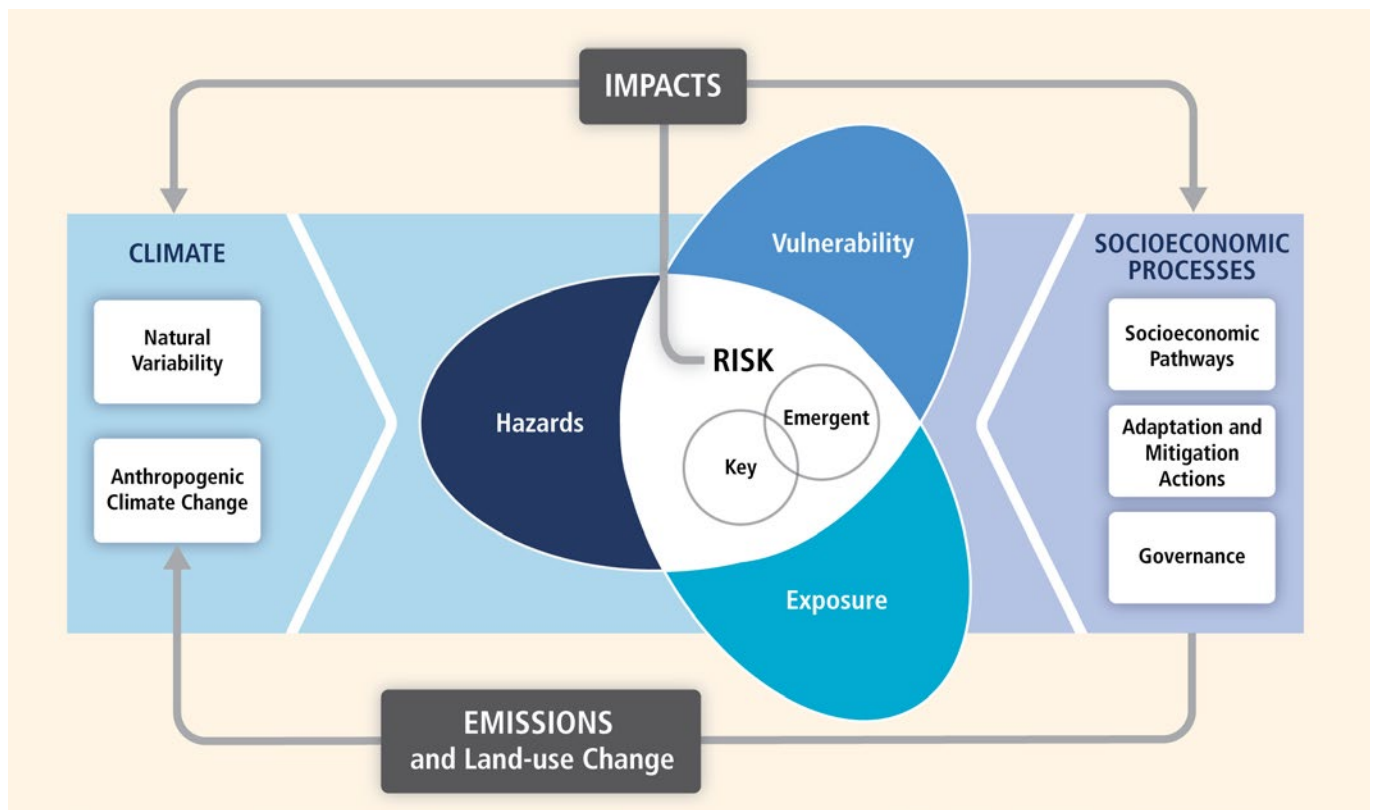 IMPACTS
CLIMATE
Natural
Variability
Anthropogenic
Climate Change
Vulnerability
Hazards
RISK
Emergent
Key
Exposure
SOCIOECONOMIC
PROCESSES
Socioeconomic
Pathways
Adaptation and
Mitigation
Actions
Governance
EMISSIONS
and Land-use Change